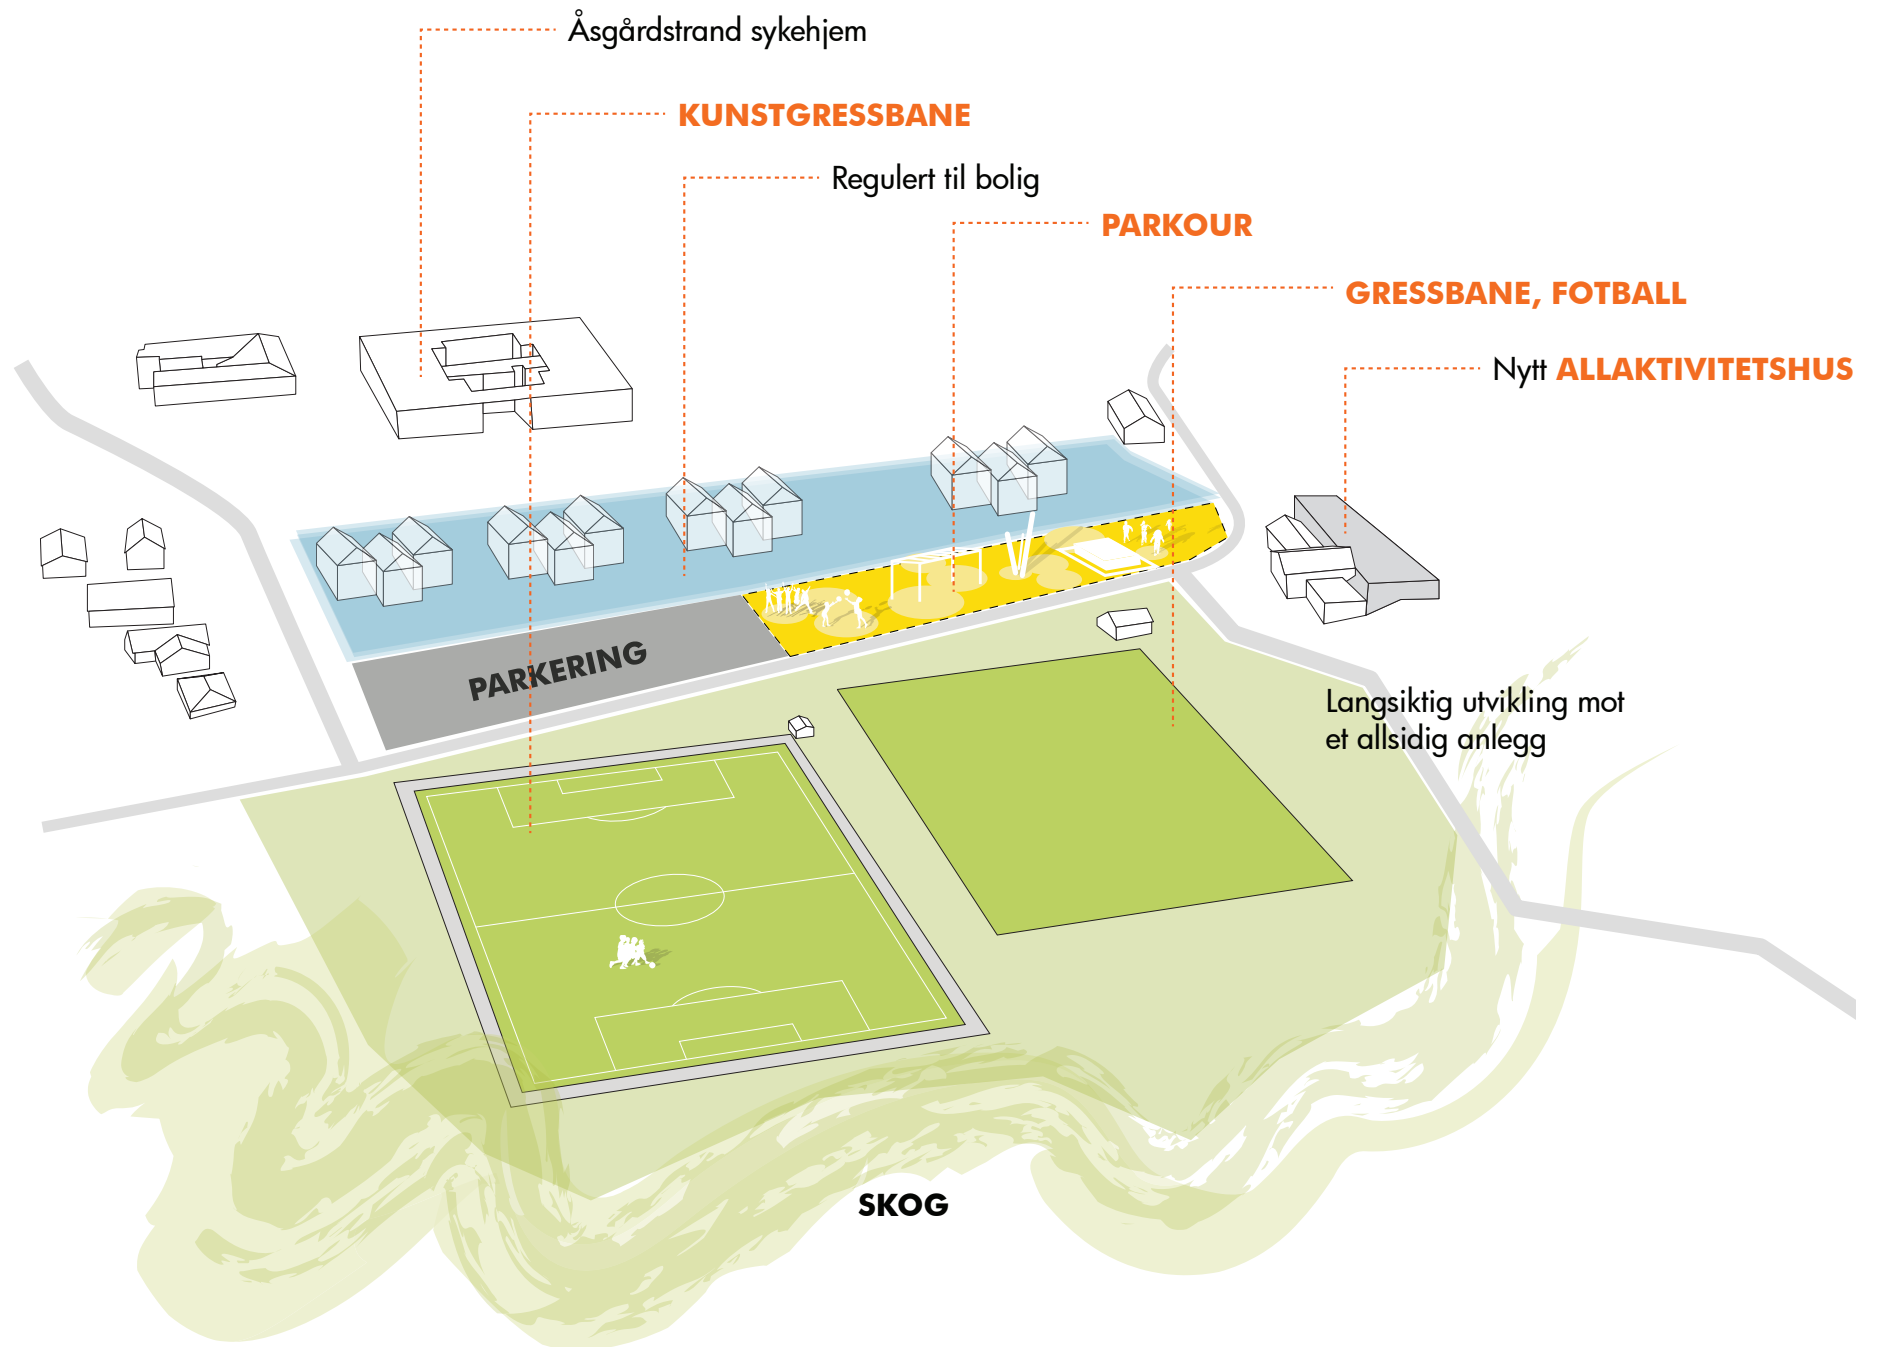 Åsgårdstrand sykehjem
KUNSTGRESSBANE
Regulert til bolig
PARKOUR
GRESSBANE, FOTBALL
Nytt ALLAKTIVITETSHUS
PARKERING
Langsiktig utvikling mot
et allsidig anlegg
SKOG